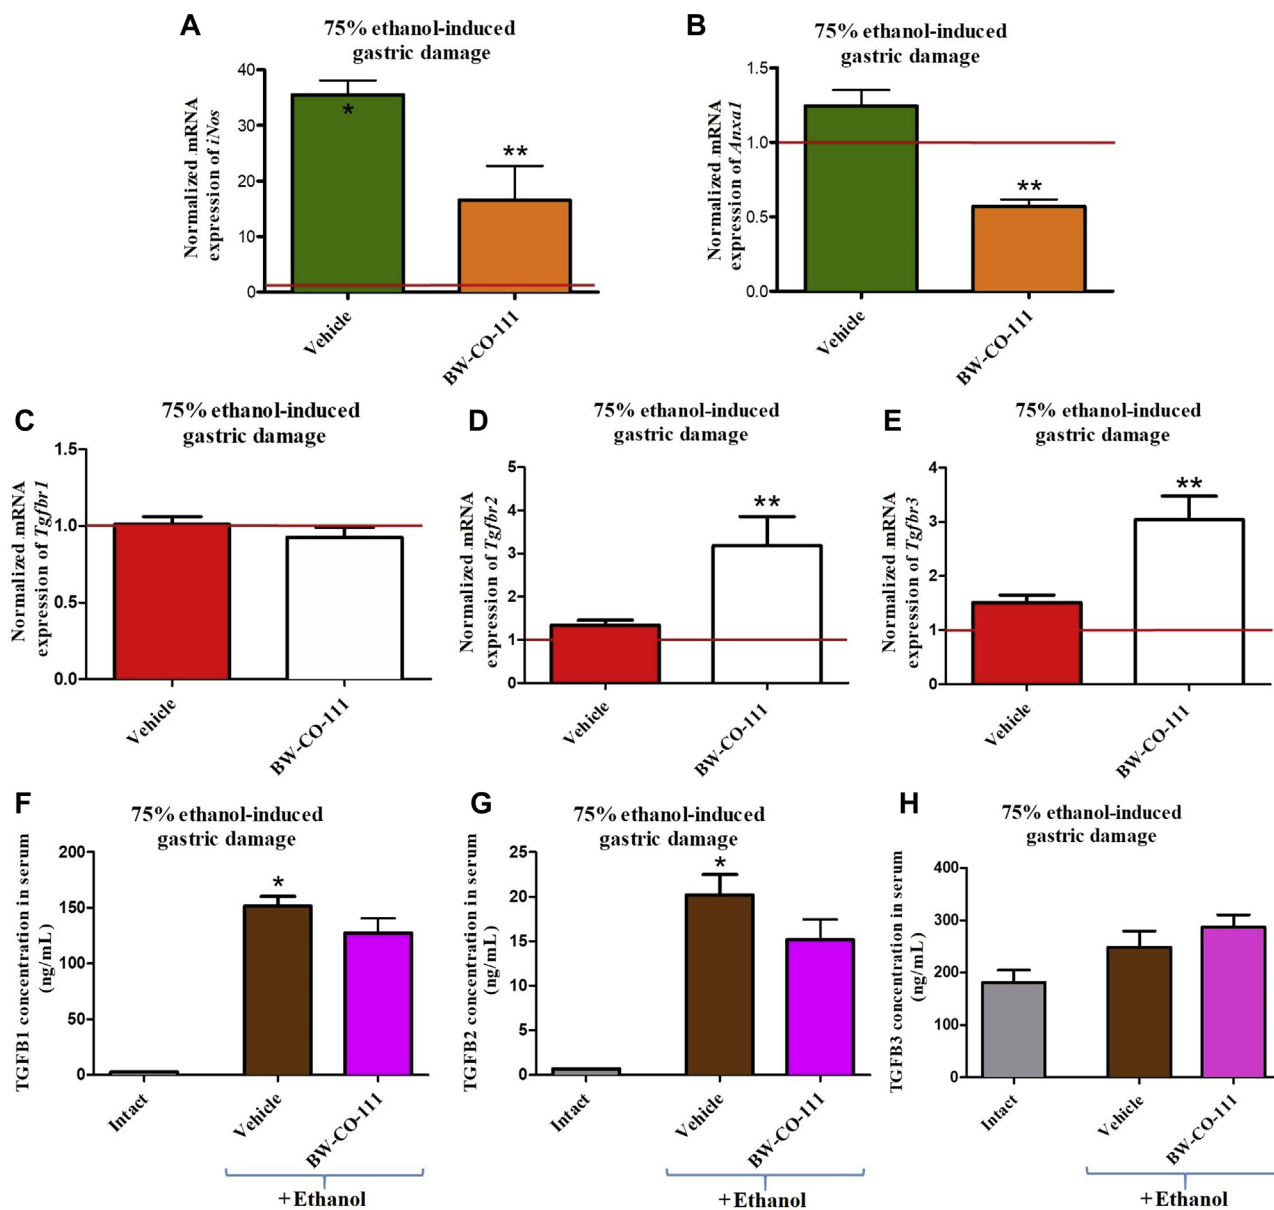 A
75% ethanol-induced
gastric damage
Normalized mRNA
expression of iNos
40
30
20
10
0
*
**
Vehicle
BW-CO-111
B
75% ethanol-induced
gastric damage
Normalized mRNA
expression of Anxa1
1.5
1.0
0.5
0.0
**
Vehicle
BW-CO-111
C
75% ethanol-induced
gastric damage
Normalized mRNA
expression of Tgfbr1
1.5
1.0
0.5
0.0
Vehicle
BW-CO-111
D
75% ethanol-induced
gastric damage
Normalized mRNA
expression of Tgfbr2
5
4
3
2
1
0
**
Vehicle
BW-CO-111
E
75% ethanol-induced
gastric damage
Normalized mRNA
expression of Tgfbr3
4
3
2
1
0
**
Vehicle
BW-CO-111
F
75% ethanol-induced
gastric damage
TGFB1 concentration in serum
(ng/mL)
200
150
100
50
0
*
Intact
Vehicle
BW-CO-111
+Ethanol
G
75% ethanol-induced
gastric damage
TGFB2 concentration in serum
(ng/mL)
25
20
15
10
5
0
*
Intact
Vehicle
BW-CO-111
+Ethanol
H
75% ethanol-induced
gastric damage
TGFB3 concentration in serum
(ng/mL)
400
300
200
100
0
Intact
Vehicle
BW-CO-111
+Ethanol